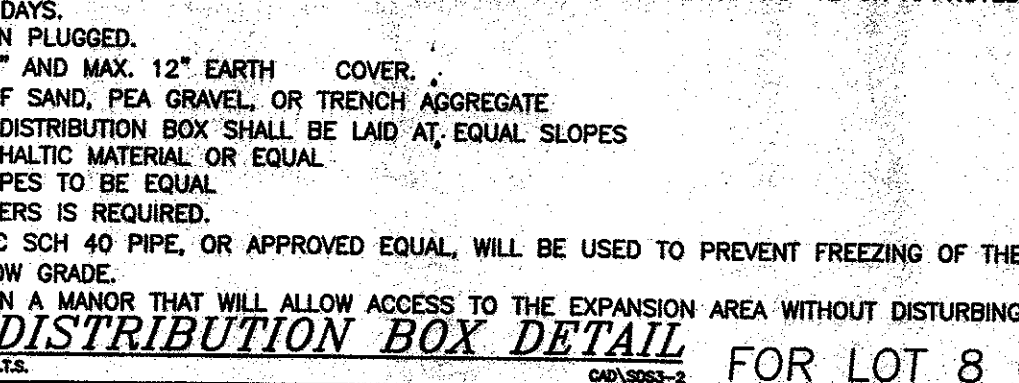 DAYS.
N PLUGGED.
" AND MAX. 12" EARTH COVER.
F SAND, PEA GRAVEL, OR TRENCH AGGREGATE
DISTRIBUTION BOX SHALL BE LAID AT EQUAL SLOPES
HALTIC MATERIAL OR EQUAL
PES TO BE EQUAL
ERS IS REQUIRED.
C SCH 40 PIPE, OR APPROVED EQUAL, WILL BE USED TO PREVENT FREEZING OF THE
OW GRADE.
N A MANOR THAT WILL ALLOW ACCESS TO THE EXPANSION AREA WITHOUT DISTURBING
DISTRIBUTION BOX DETAIL
.T.S. CAD\SDS3-2 FOR LOT 8